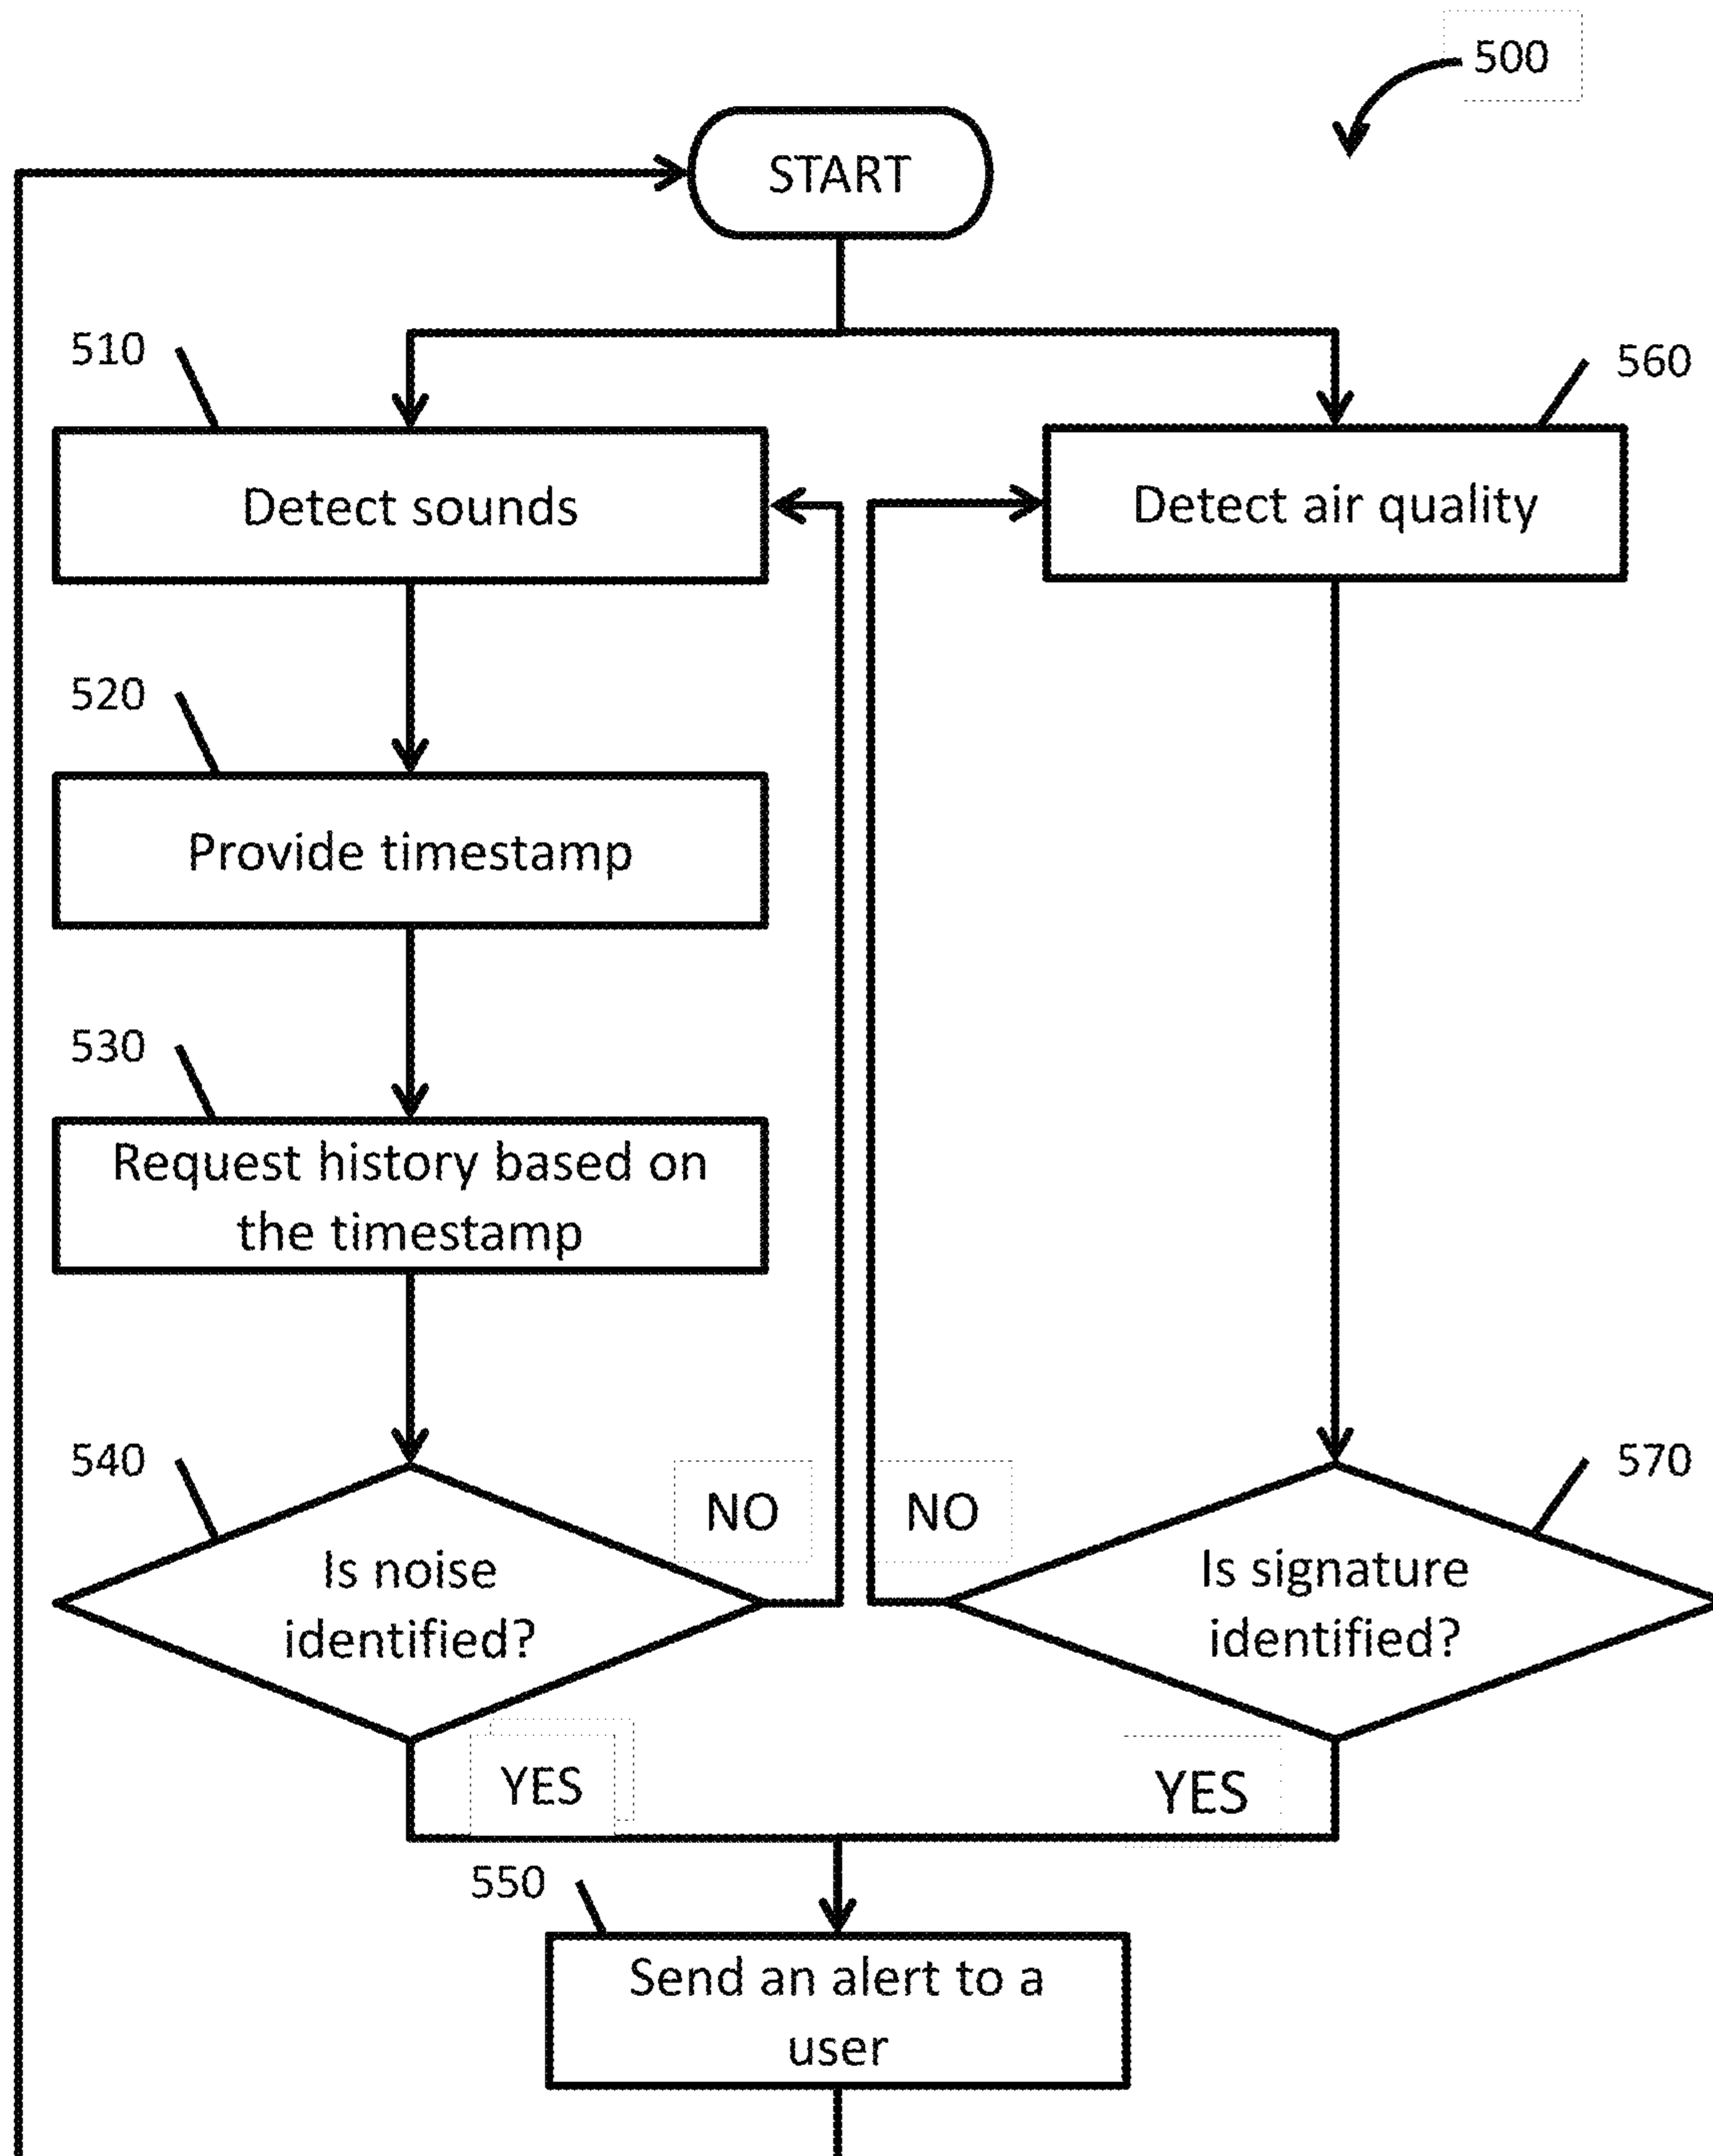 500
START
510
560
Detect sounds
Detect air quality
520
Provide timestamp
530
Request history based on
the timestamp
540
570
NO
NO
Is noise
identified?
Is signature
identified?
YES
YES
550
Send an alert to a
user